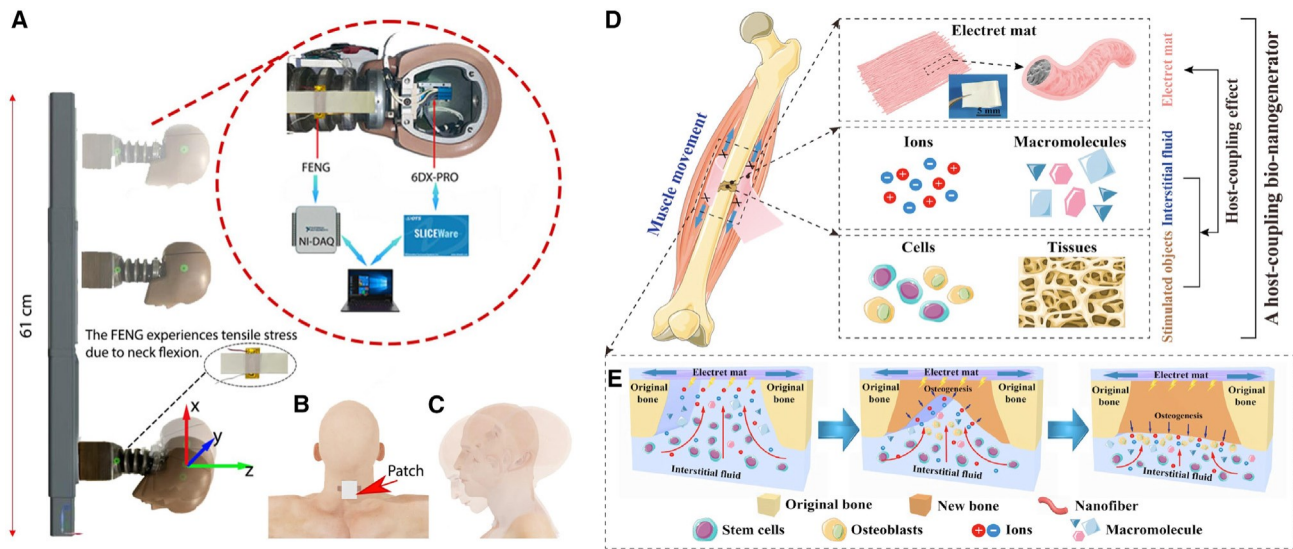 A
61 cm
FENG
6DX-PRO
NI-DAQ
DTS
SLICEWare
The FENG experiences tensile stress
due to neck flexion.
x
y
z
B
Patch
C
D
Muscle movement
Electret mat
5 mm
Ions
Macromolecules
Cells
Tissues
Electret mat
Interstitial fluid
Stimulated objects
Host-coupling effect
A host-coupling bio-nanogenerator
E
Electret mat
Original
bone
Original
bone
Interstitial fluid
Electret mat
Original
bone
Osteogenesis
Original
bone
Interstitial fluid
Electret mat
Original
bone
Osteogenesis
Original
bone
Interstitial fluid
Original bone
New bone
Nanofiber
Stem cells
Osteoblasts
Ions
Macromolecule